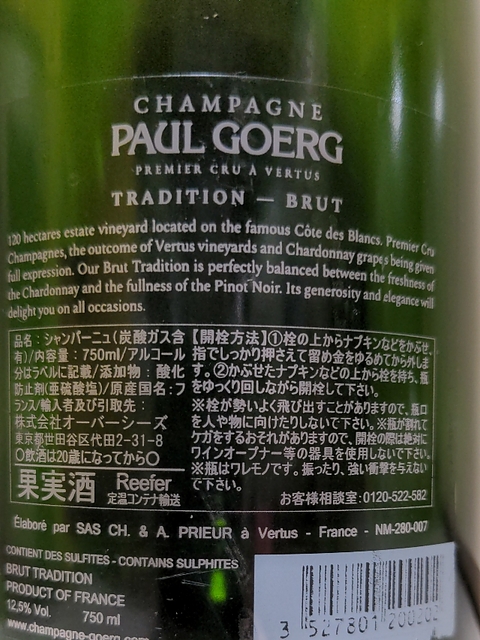 CHAMPAGNE
PAUL GOERG
PREMIER CRU À VERTUS
TRADITION — BRUT
120 hectares estate vineyard located on the famous Côte des Blancs. Premier Cru
Champagnes, the outcome of Vertus vineyards and Chardonnay grapes being given
full expression. Our Brut Tradition is perfectly balanced between the freshness of
the Chardonnay and the fullness of the Pinot Noir. Its generosity and elegance will
delight you on all occasions.
品名：シャンパーニュ(炭酸ガス含
有)/内容量：750ml/アルコール
分はラベルに記載/添加物：酸化
防止剤(亜硫酸塩)/原産国名：フ
ランス/輸入者及び引取先：
株式会社オーバーシーズ
東京都世田谷区代田2-31-8
〇飲酒は20歳になってから〇
果実酒 Reefer
定温コンテナ輸送
【開栓方法】①栓の上からナプキンなどをかぶせ、
指でしっかり押さえて留め金をゆるめてから外しま
す。②かぶせたナプキンなどの上から栓を持ち、瓶
をゆっくり回しながら開栓して下さい。
※栓が勢いよく飛び出すことがありますので、瓶口
を人や物に向けたりしないで下さい。※瓶が割れて
ケガをするおそれがありますので、開栓の際は絶対に
ワインオープナー等の器具を使用しないで下さい。
※瓶はワレモノです。振ったり、強い衝撃を与えない
で下さい。
お客様相談室：0120-522-582
Élaboré par SAS CH. & A. PRIEUR à Vertus - France - NM-280-007
CONTIENT DES SULFITES - CONTAINS SULPHITES
BRUT TRADITION
PRODUCT OF FRANCE
12,5% Vol. 750 ml
www.champagne-goerg.com
3 527801